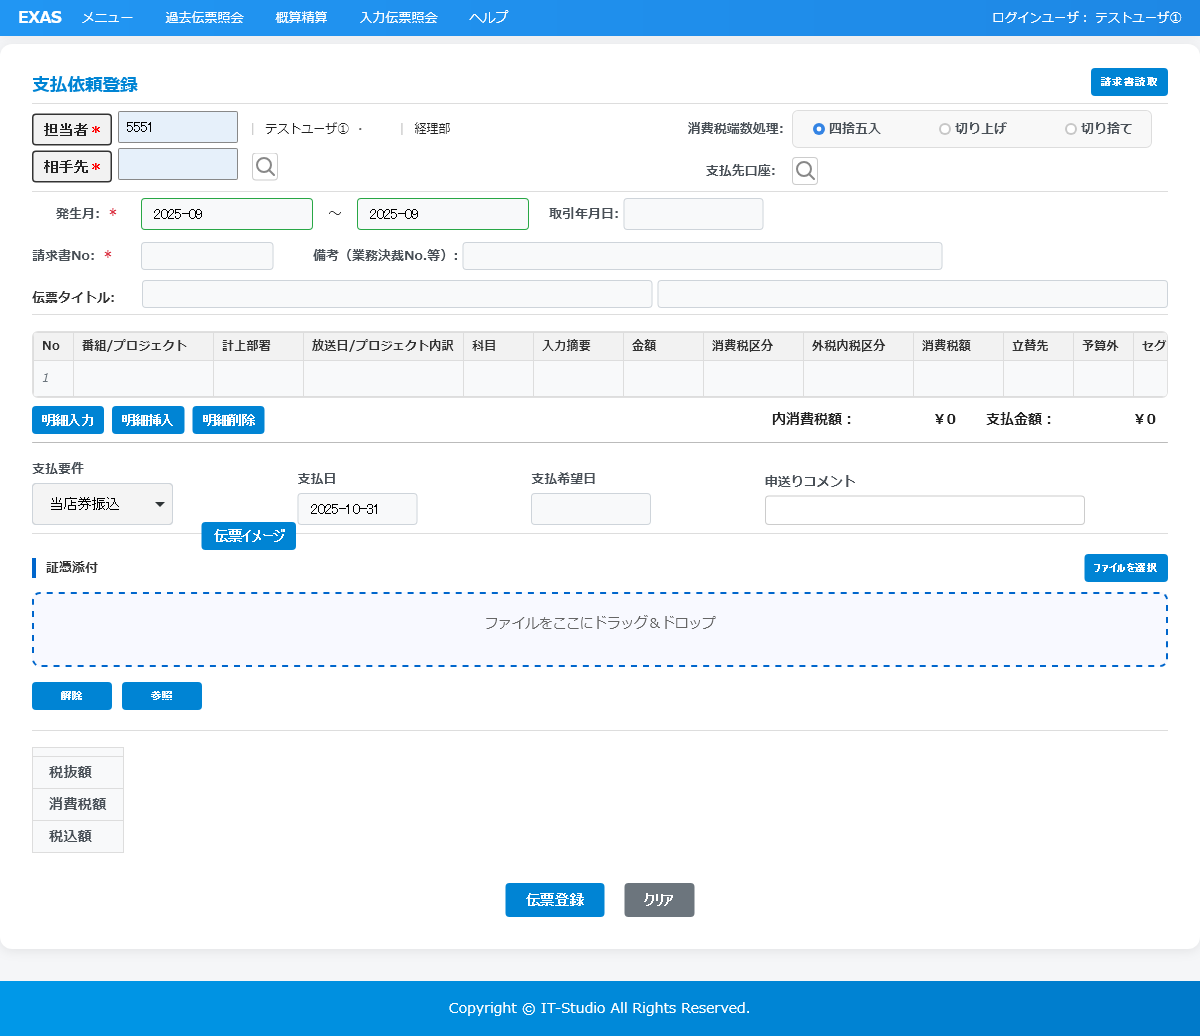 EXAS メニュー 過去伝票照会 概算精算 入力伝票照会 ヘルプ ログインユーザ： テストユーザ①
支払依頼登録 請求書読取
担当者* 5551 | テストユーザ① ・ | 経理部 消費税端数処理: 四捨五入 切り上げ 切り捨て
相手先* 支払先口座:
発生月: * 2025-09 ～ 2025-09 取引年月日:
請求書No: * 備考（業務決裁No.等）:
伝票タイトル:
No 番組/プロジェクト 計上部署 放送日/プロジェクト内訳 科目 入力摘要 金額 消費税区分 外税内税区分 消費税額 立替先 予算外 セグ
1
明細入力 明細挿入 明細削除 内消費税額： ￥0 支払金額： ￥0
支払要件 支払日 支払希望日 申送りコメント
当店券振込 2025-10-31
伝票イメージ
証憑添付 ファイルを選択
ファイルをここにドラッグ＆ドロップ
解除 参照
税抜額
消費税額
税込額
伝票登録 クリア
Copyright © IT-Studio All Rights Reserved.